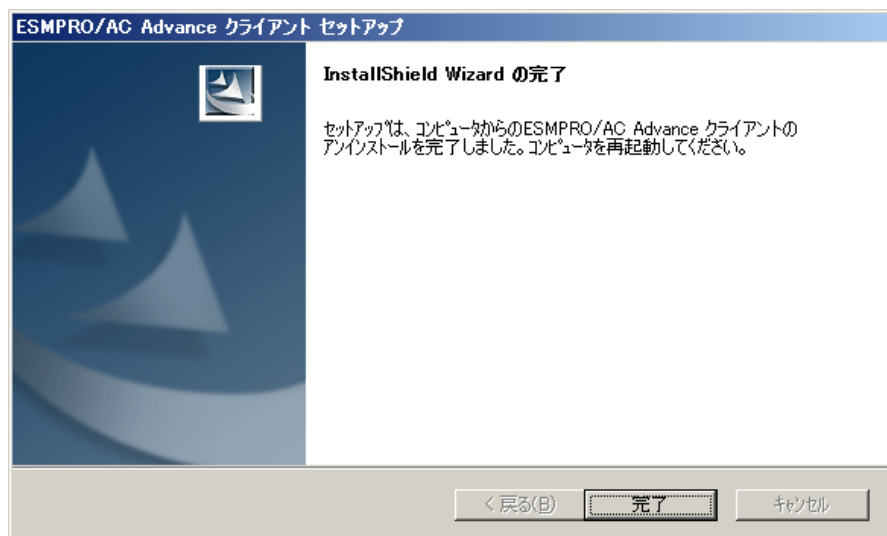 ESMPRO/AC Advance クライアント セットアップ
InstallShield Wizard の完了
セットアップは、コンピュータからのESMPRO/AC Advance クライアントの
アンインストールを完了しました。コンピュータを再起動してください。
< 戻る(B)
完了
キャンセル